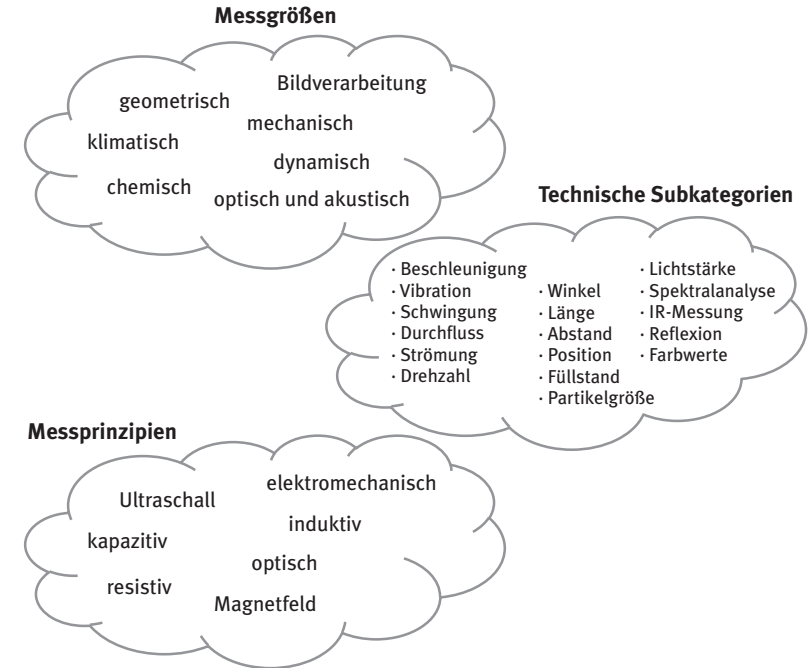 Messgrößen
Bildverarbeitung
geometrisch
mechanisch
klimatisch
dynamisch
chemisch
optisch und akustisch
Technische Subkategorien
· Beschleunigung
· Vibration
· Schwingung
· Durchfluss
· Strömung
· Drehzahl
· Winkel
· Länge
· Abstand
· Position
· Füllstand
· Partikelgröße
· Lichtstärke
· Spektralanalyse
· IR-Messung
· Reflexion
· Farbwerte
Messprinzipien
elektromechanisch
Ultraschall
induktiv
kapazitiv
optisch
resistiv
Magnetfeld